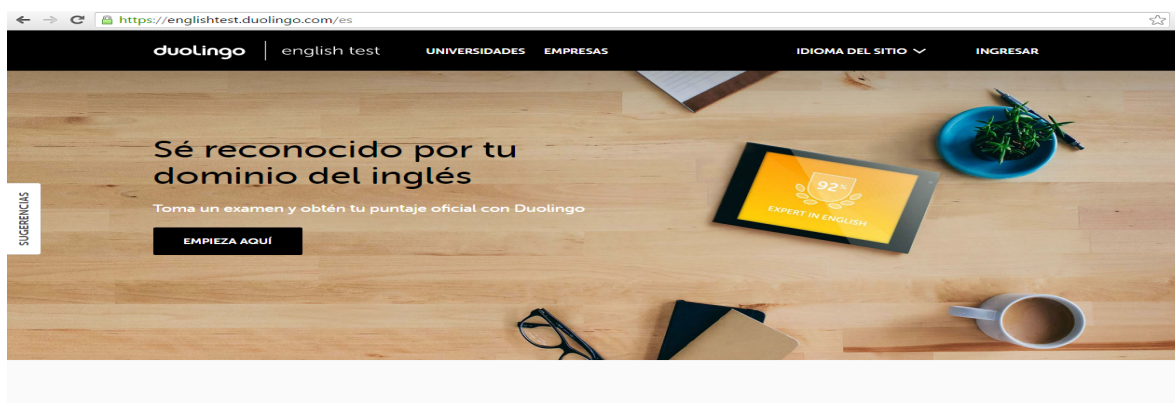 https://englishtest.duolingo.com/es
duolingo | english test UNIVERSIDADES EMPRESAS IDIOMA DEL SITIO INGRESAR
Sé reconocido por tu
dominio del inglés
Toma un examen y obtén tu puntaje oficial con Duolingo
EMPIEZA AQUÍ
SUGERENCIAS
92%
EXPERT IN ENGLISH